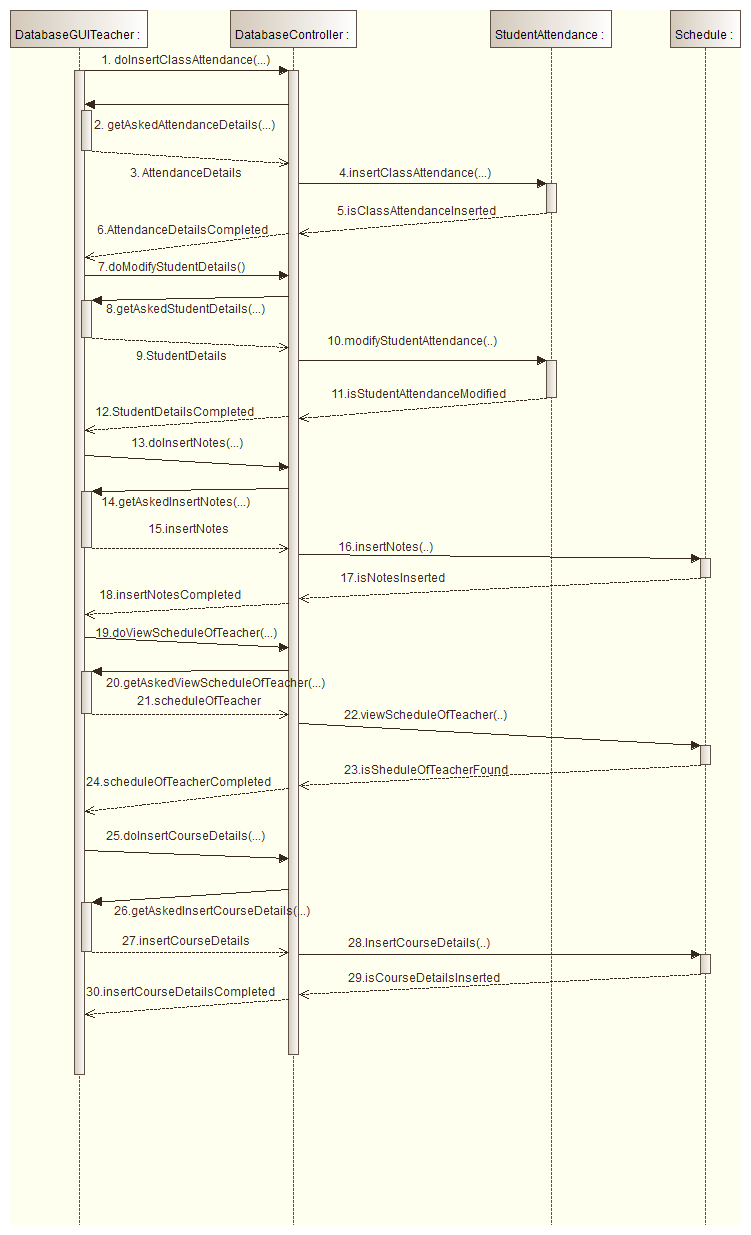 DatabaseGUITeacher :
DatabaseController :
StudentAttendance :
Schedule :
1. doInsertClassAttendance(...)
2. getAskedAttendanceDetails(...)
3. AttendanceDetails
4.insertClassAttendance(...)
5.isClassAttendanceInserted
6.AttendanceDetailsCompleted
7.doModifyStudentDetails()
8.getAskedStudentDetails(...)
9.StudentDetails
10.modifyStudentAttendance(..)
11.isStudentAttendanceModified
12.StudentDetailsCompleted
13.doInsertNotes(...)
14.getAskedInsertNotes(...)
15.insertNotes
16.insertNotes(..)
17.isNotesInserted
18.insertNotesCompleted
19.doViewScheduleOfTeacher(...)
20.getAskedViewScheduleOfTeacher(...)
21.scheduleOfTeacher
22.viewScheduleOfTeacher(..)
23.isSheduleOfTeacherFound
24.scheduleOfTeacherCompleted
25.doInsertCourseDetails(...)
26.getAskedInsertCourseDetails(...)
27.insertCourseDetails
28.InsertCourseDetails(..)
29.isCourseDetailsInserted
30.insertCourseDetailsCompleted